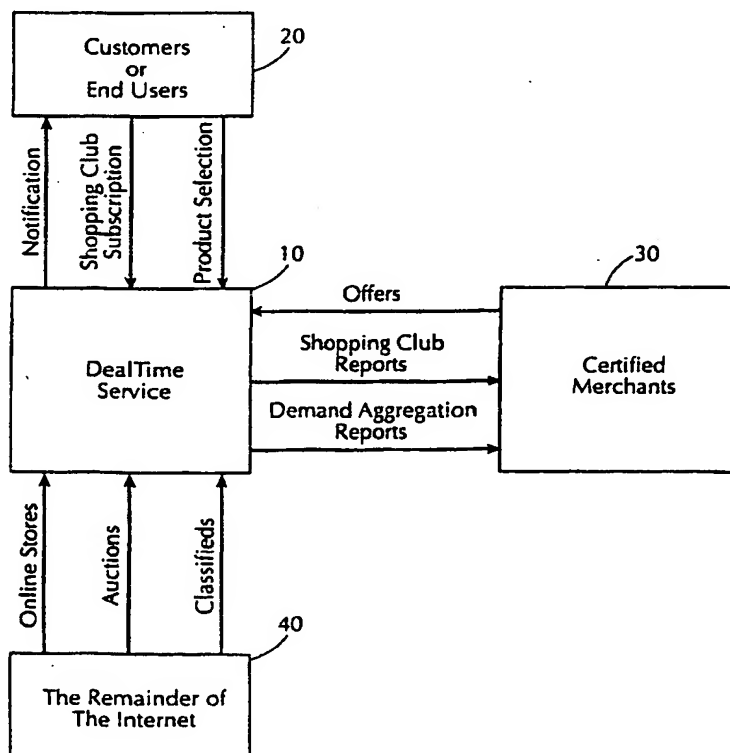 20
Customers
or
End Users
Notification
Shopping Club
Subscription
Product Selection
10
30
DealTime
Service
Offers
Shopping Club
Reports
Demand Aggregation
Reports
Certified
Merchants
Online Stores
Auctions
Classifieds
40
The Remainder of
The Internet